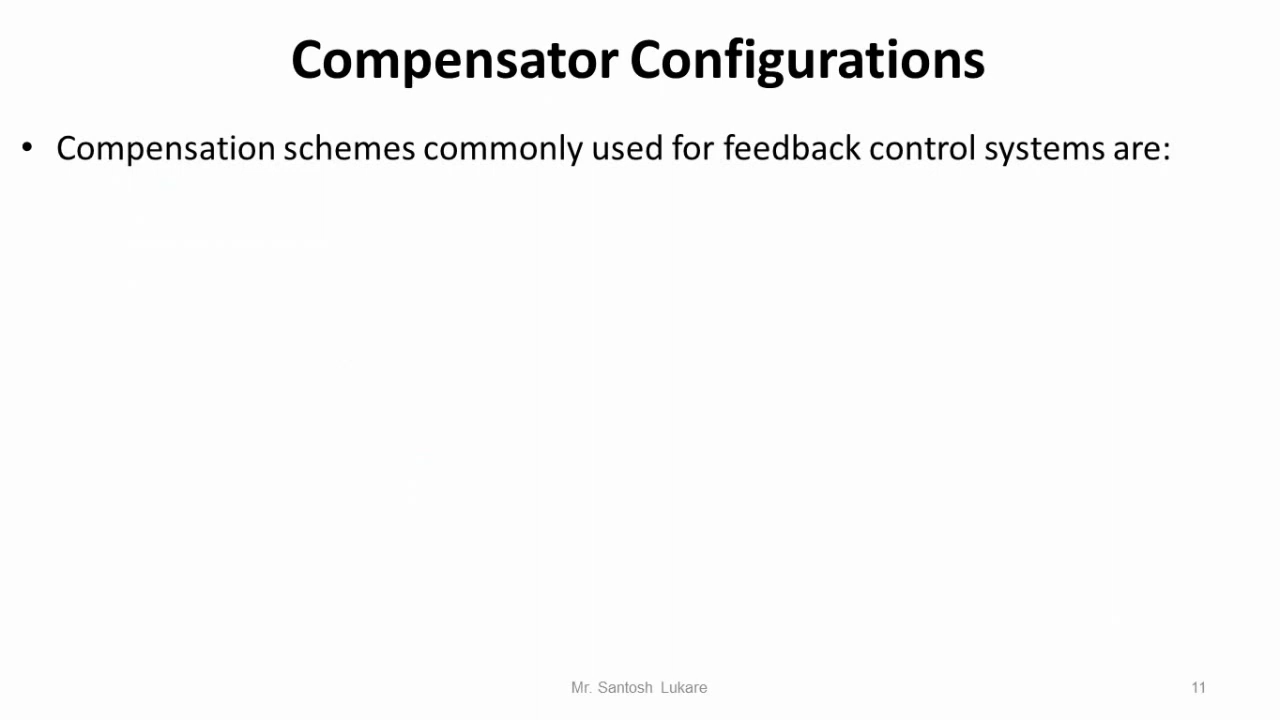 Compensator Configurations
• Compensation schemes commonly used for feedback control systems are:
Mr. Santosh Lukare
11